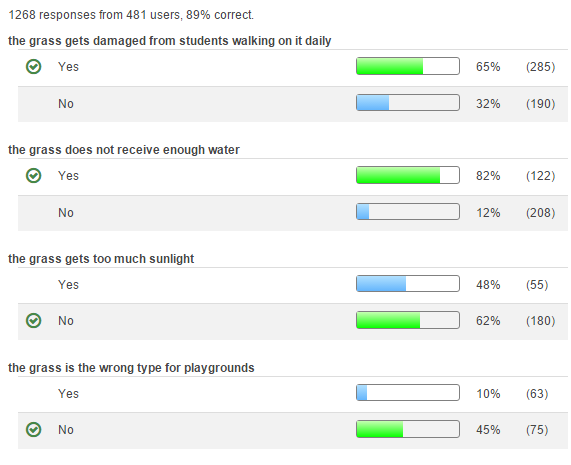 1268 responses from 481 users, 89% correct.
the grass gets damaged from students walking on it daily
Yes 65% (285)
No 32% (190)
the grass does not receive enough water
Yes 82% (122)
No 12% (208)
the grass gets too much sunlight
Yes 48% (55)
No 62% (180)
the grass is the wrong type for playgrounds
Yes 10% (63)
No 45% (75)